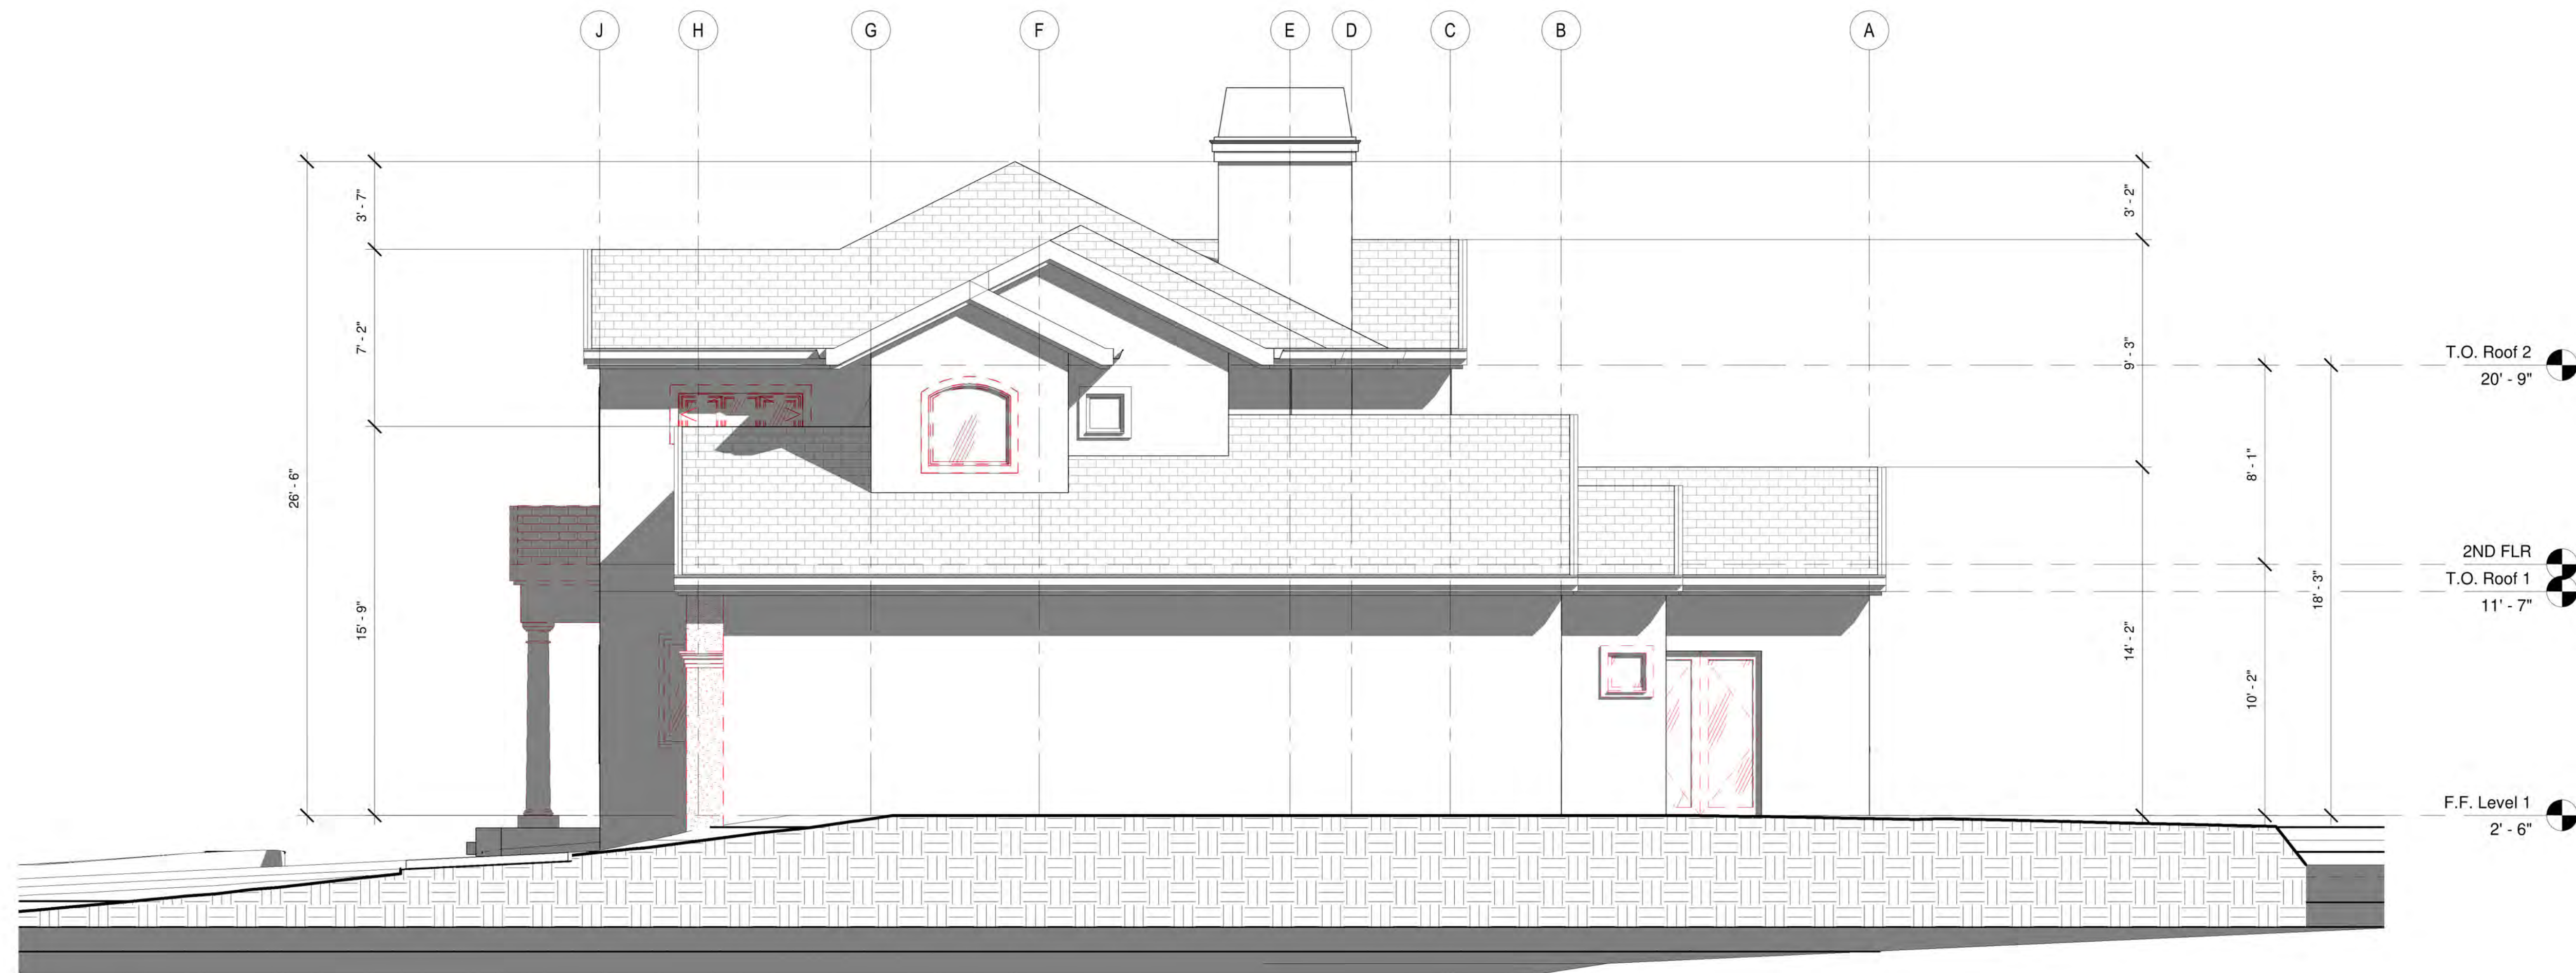 J H G F E D C B A
3' - 7"
7' - 2"
15' - 9"
26' - 6"
3' - 2"
9' - 3"
14' - 2"
8' - 1"
10' - 2"
18' - 3"
T.O. Roof 2
20' - 9"
2ND FLR
T.O. Roof 1
11' - 7"
F.F. Level 1
2' - 6"